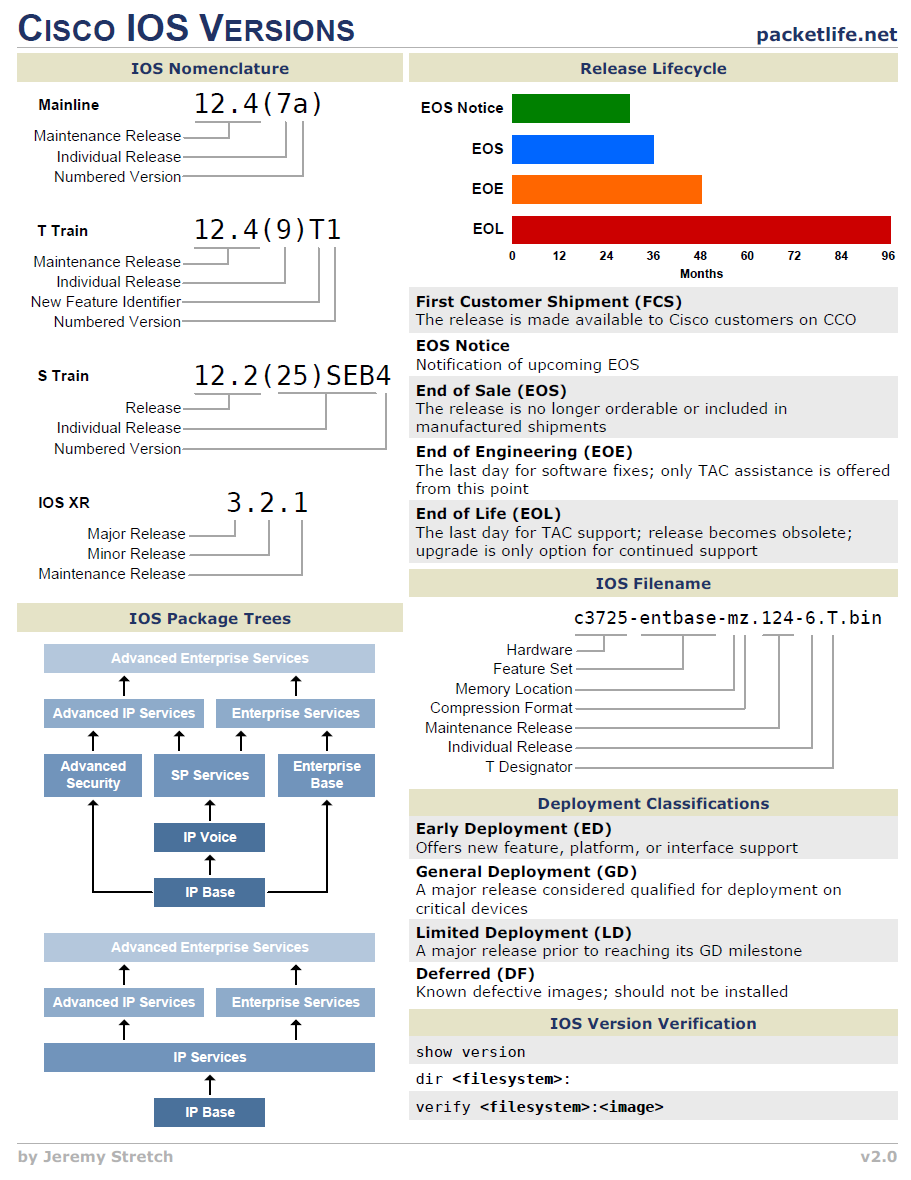 CISCO IOS VERSIONS
packetlife.net
IOS Nomenclature
Mainline
12.4(7a)
Maintenance Release
Individual Release
Numbered Version
T Train
12.4(9)T1
Maintenance Release
Individual Release
New Feature Identifier
Numbered Version
S Train
12.2(25)SEB4
Release
Individual Release
Numbered Version
IOS XR
3.2.1
Major Release
Minor Release
Maintenance Release
IOS Package Trees
Advanced Enterprise Services
Advanced IP Services
Enterprise Services
Advanced
Security
SP Services
Enterprise
Base
IP Voice
IP Base
Advanced Enterprise Services
Advanced IP Services
Enterprise Services
IP Services
IP Base
Release Lifecycle
EOS Notice
EOS
EOE
EOL
0 12 24 36 48 60 72 84 96
Months
First Customer Shipment (FCS)
The release is made available to Cisco customers on CCO
EOS Notice
Notification of upcoming EOS
End of Sale (EOS)
The release is no longer orderable or included in
manufactured shipments
End of Engineering (EOE)
The last day for software fixes; only TAC assistance is offered
from this point
End of Life (EOL)
The last day for TAC support; release becomes obsolete;
upgrade is only option for continued support
IOS Filename
c3725-entbase-mz.124-6.T.bin
Hardware
Feature Set
Memory Location
Compression Format
Maintenance Release
Individual Release
T Designator
Deployment Classifications
Early Deployment (ED)
Offers new feature, platform, or interface support
General Deployment (GD)
A major release considered qualified for deployment on
critical devices
Limited Deployment (LD)
A major release prior to reaching its GD milestone
Deferred (DF)
Known defective images; should not be installed
IOS Version Verification
show version
dir <filesystem>:
verify <filesystem>:<image>
by Jeremy Stretch
v2.0